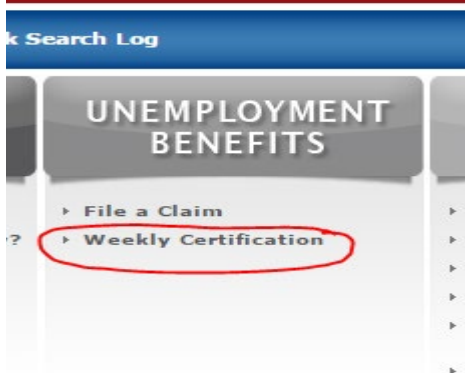 k Search Log
UNEMPLOYMENT
BENEFITS
File a Claim
?
Weekly Certification